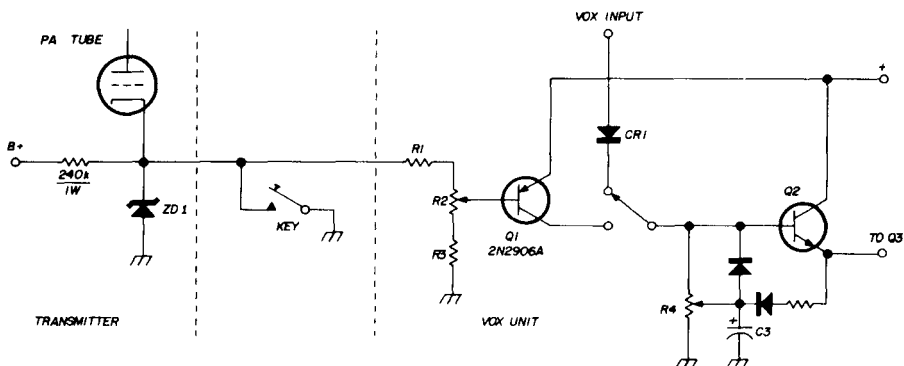 VOX INPUT
PA TUBE
+
CR1
B+
R1
Q2
240k
1W
ZD1
KEY
R2
Q1
2N2906A
TO Q3
R3
R4
+
C3
TRANSMITTER
VOX UNIT